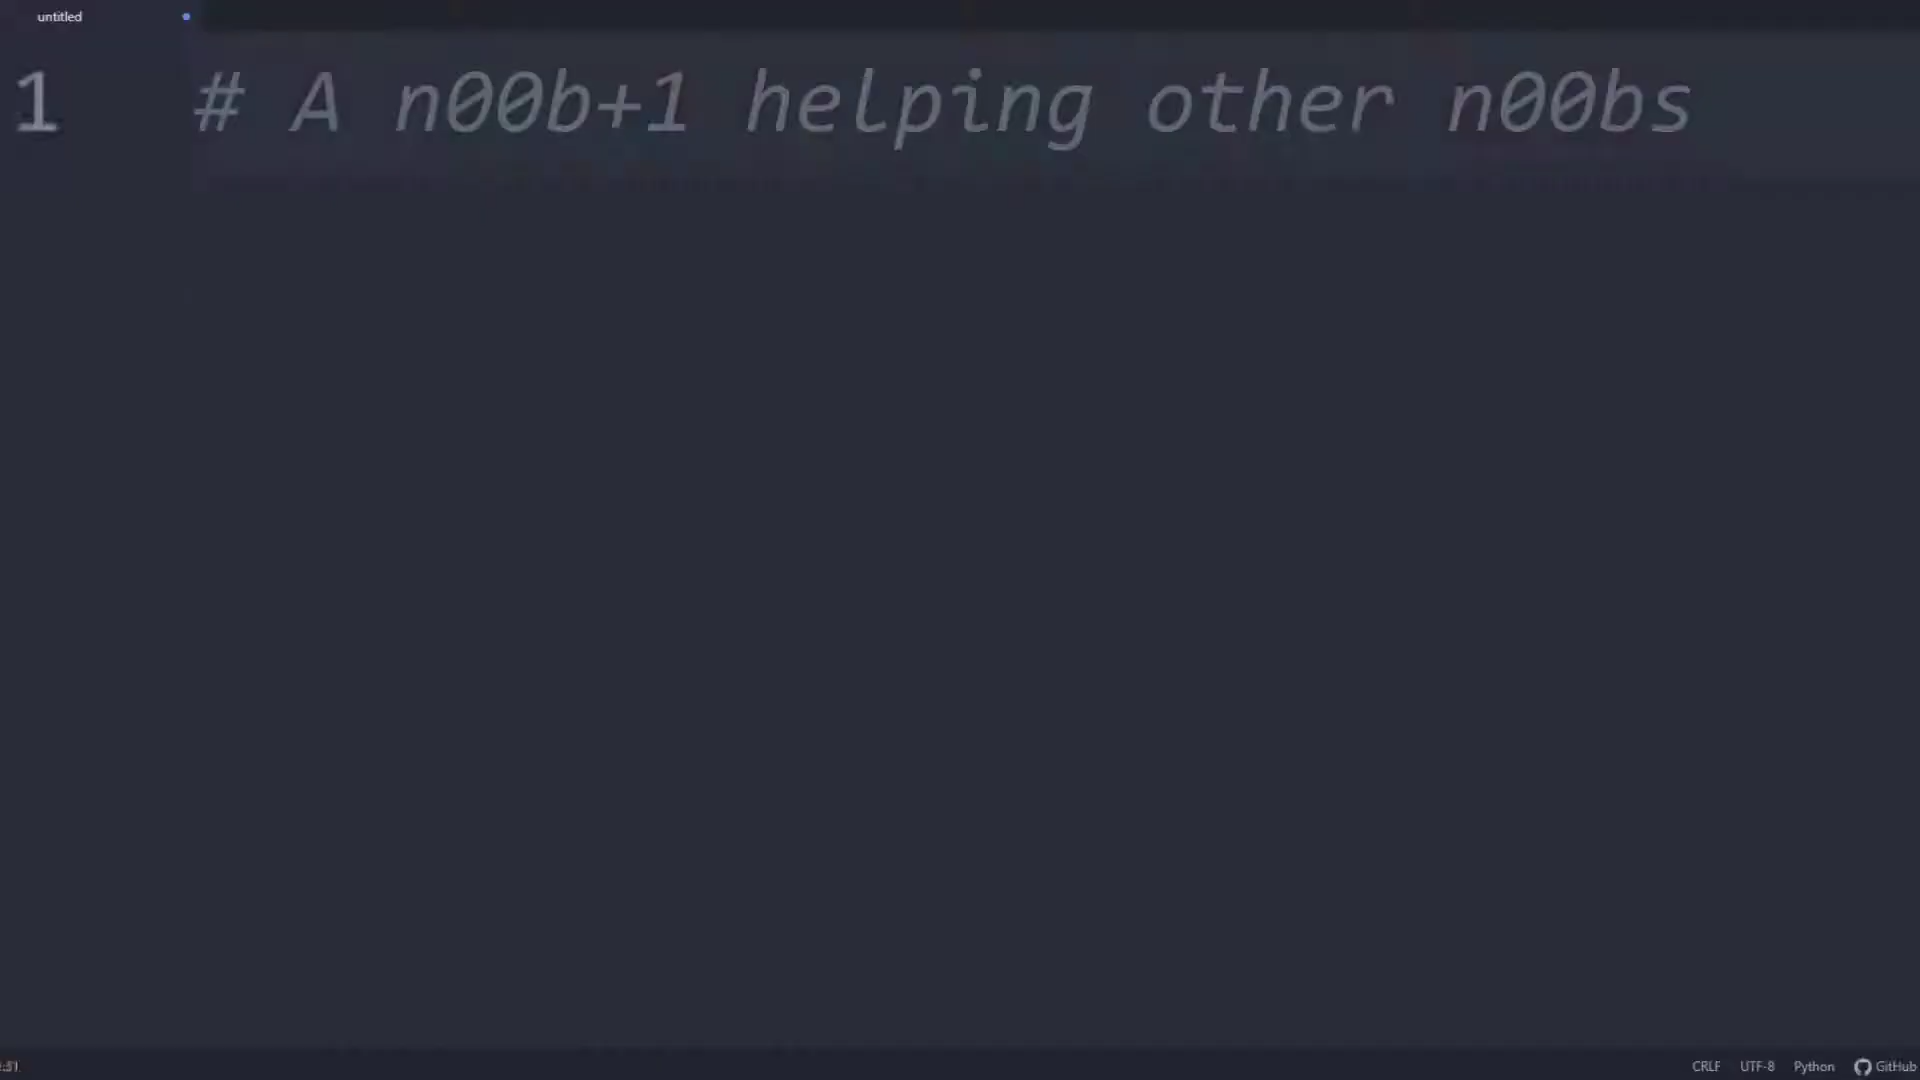 untitled
1 # A n00b+1 helping other n00bs
CRLF UTF-8 Python GitHub